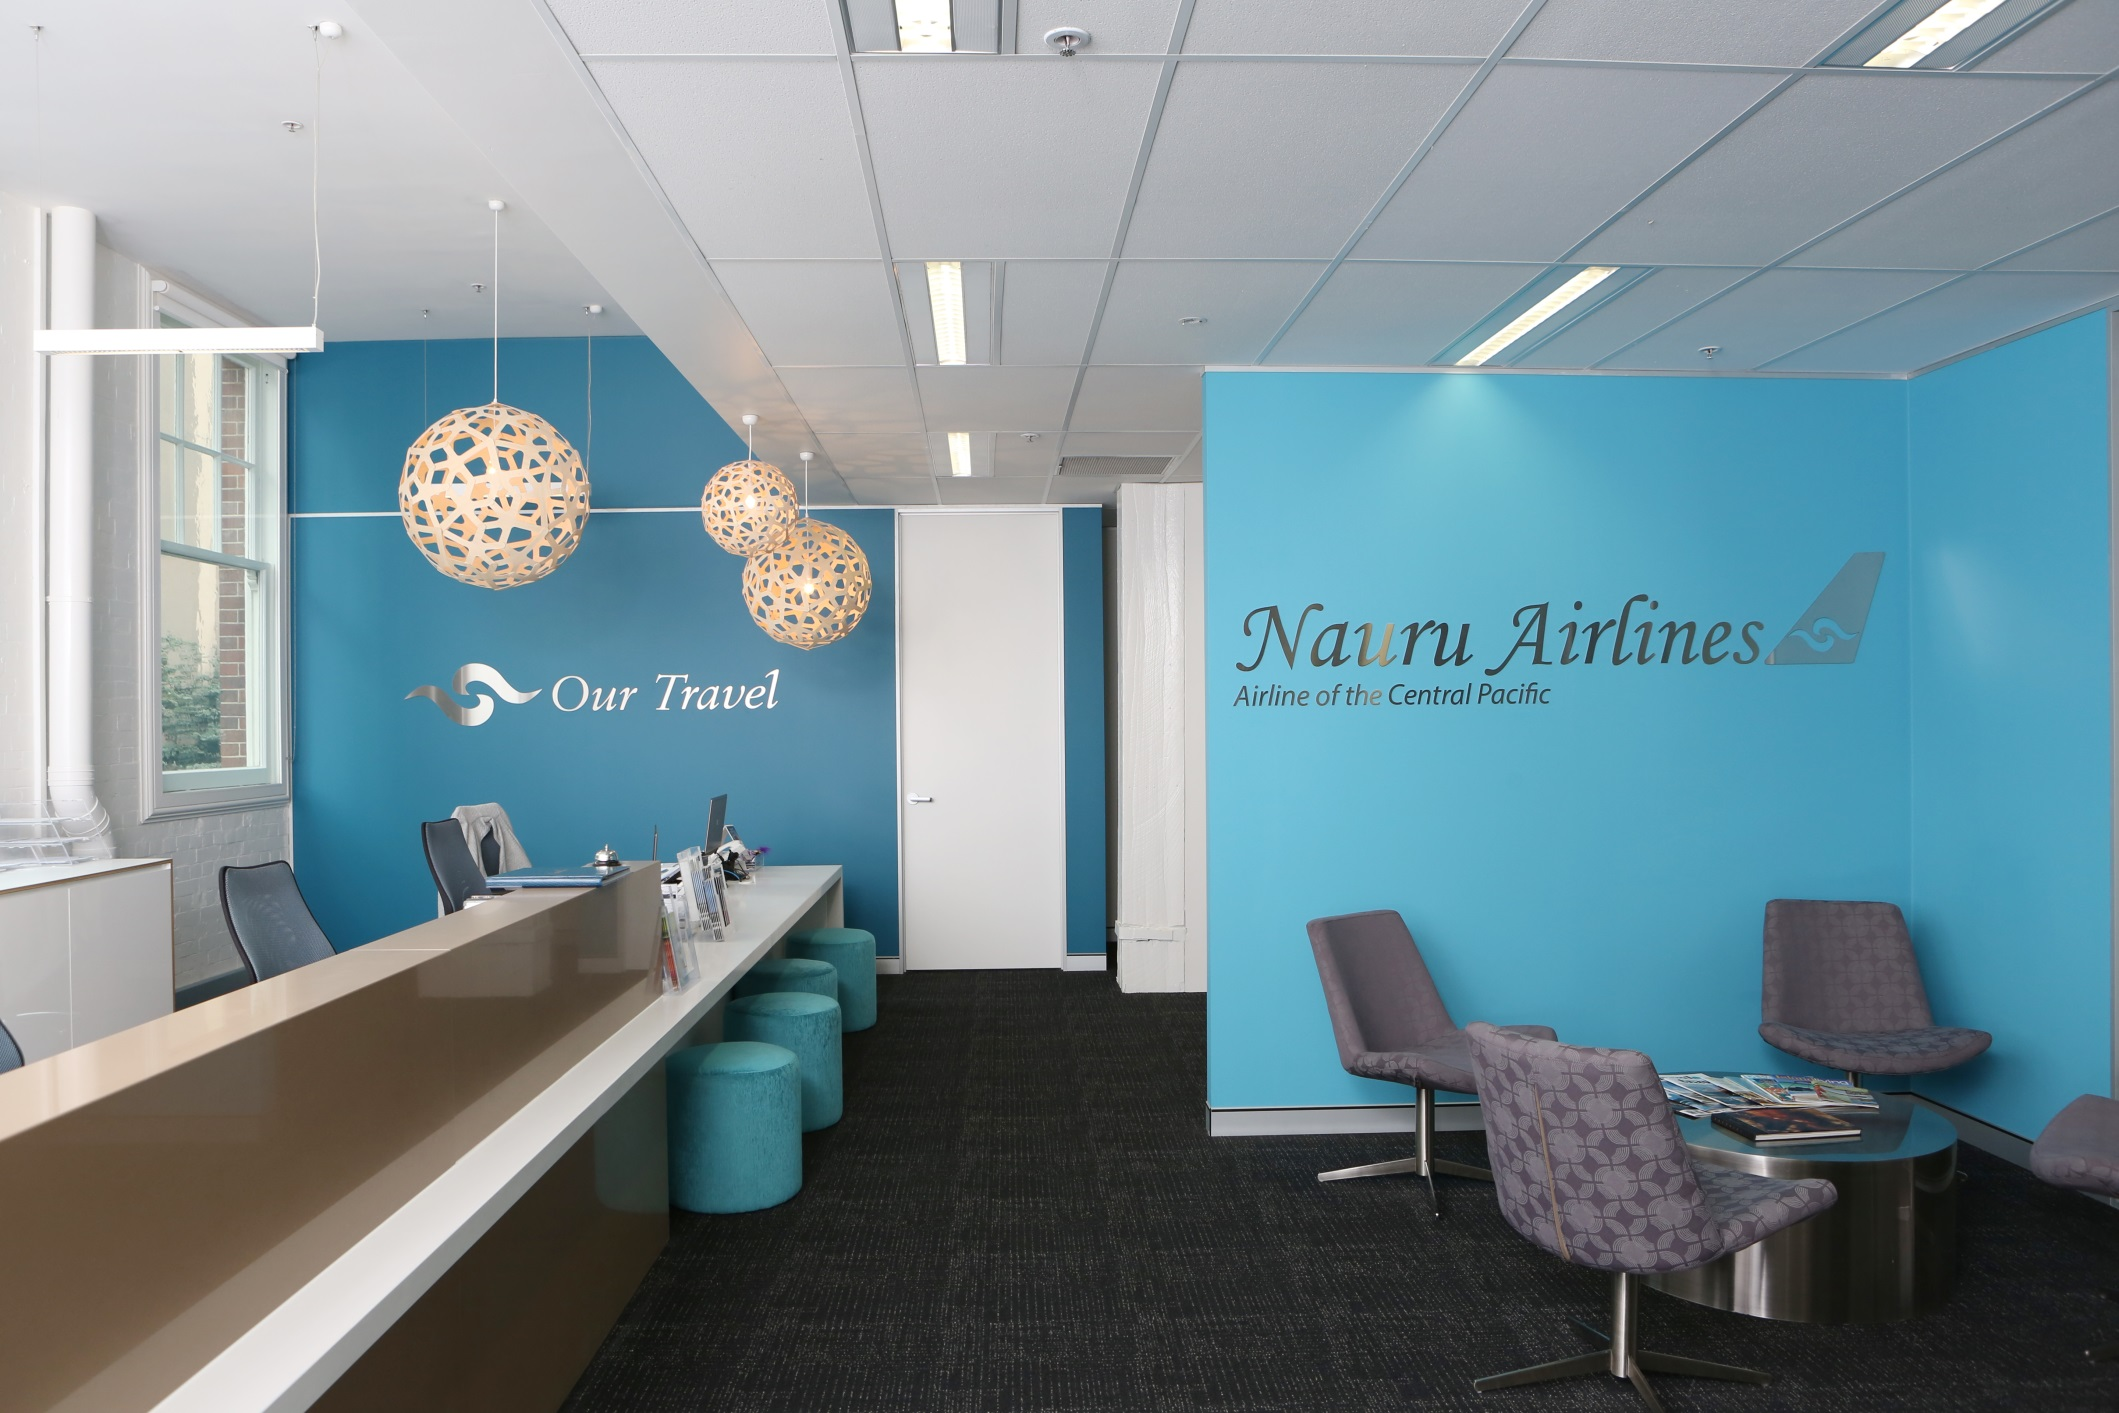 Our Travel
Nauru Airlines
Airline of the Central Pacific